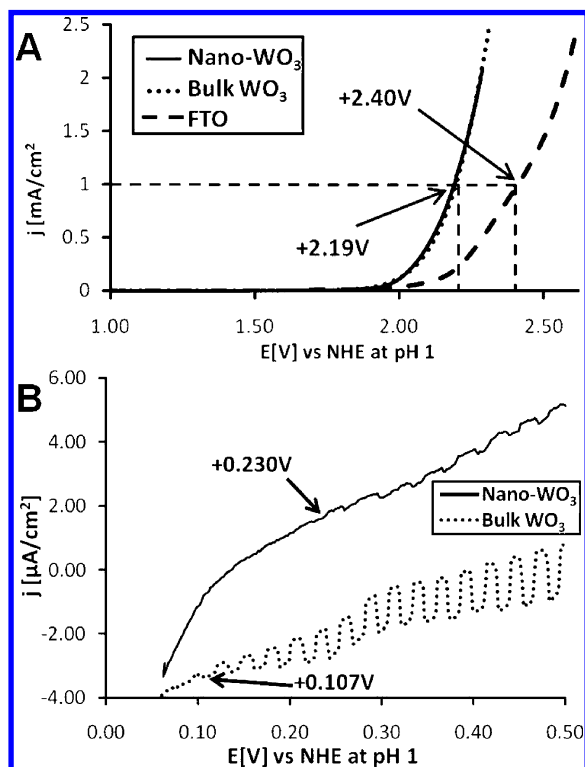 A
Nano-WO₃
Bulk WO₃
FTO
+2.40V
+2.19V
j [mA/cm²]
2.5
2
1.5
1
0.5
0
1.00 1.50 2.00 2.50
E[V] vs NHE at pH 1
B
+0.230V
Nano-WO₃
Bulk WO₃
+0.107V
j [µA/cm²]
6.00
4.00
2.00
0.00
-2.00
-4.00
0.00 0.10 0.20 0.30 0.40 0.50
E[V] vs NHE at pH 1